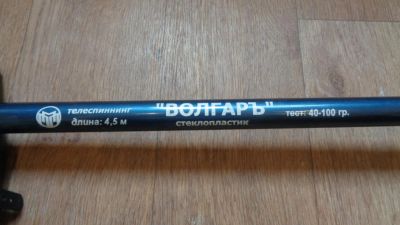 телеспиннинг
длина: 4,5 м
"ВОЛГАРЪ"
стеклопластик
тест: 40-100 гр.